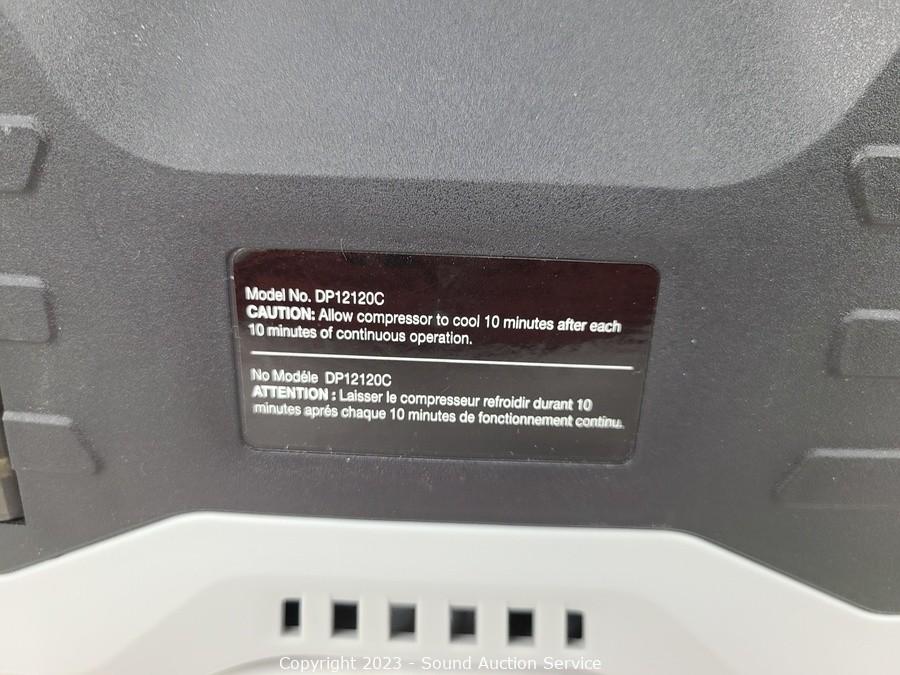 Model No. DP12120C
CAUTION: Allow compressor to cool 10 minutes after each
10 minutes of continuous operation.
No Modéle DP12120C
ATTENTION : Laisser le compresseur refroidir durant 10
minutes aprés chaque 10 minutes de fonctionnement continu.
Copyright 2023 - Sound Auction Service